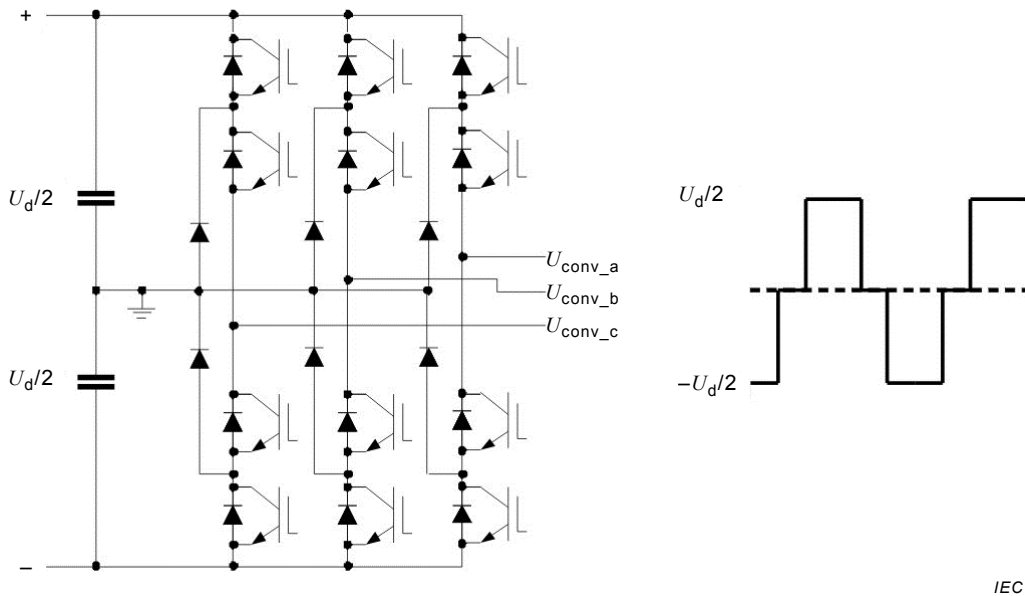 +
U_d/2
U_d/2
–
U_conv_a
U_conv_b
U_conv_c
U_d/2
–U_d/2
IEC